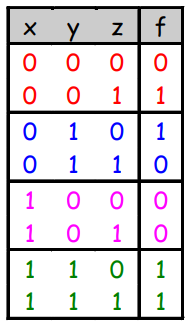 x y z f
0 0 0 0
0 0 1 1
0 1 0 1
0 1 1 0
1 0 0 0
1 0 1 0
1 1 0 1
1 1 1 1